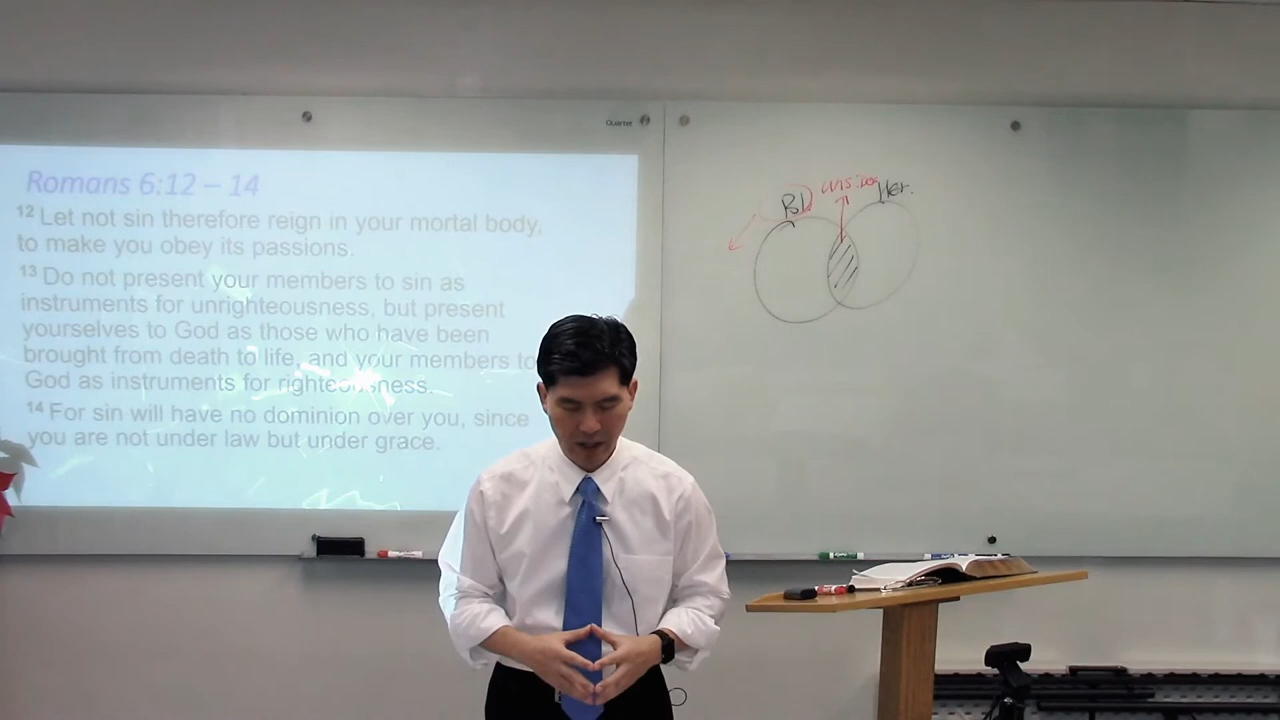 Quartet
Romans 6:12 – 14
12 Let not sin therefore reign in your mortal body,
to make you obey its passions.
13 Do not present your members to sin as
instruments for unrighteousness, but present
yourselves to God as those who have been
brought from death to life, and your members to
God as instruments for righteousness.
14 For sin will have no dominion over you, since
you are not under law but under grace.
Her.